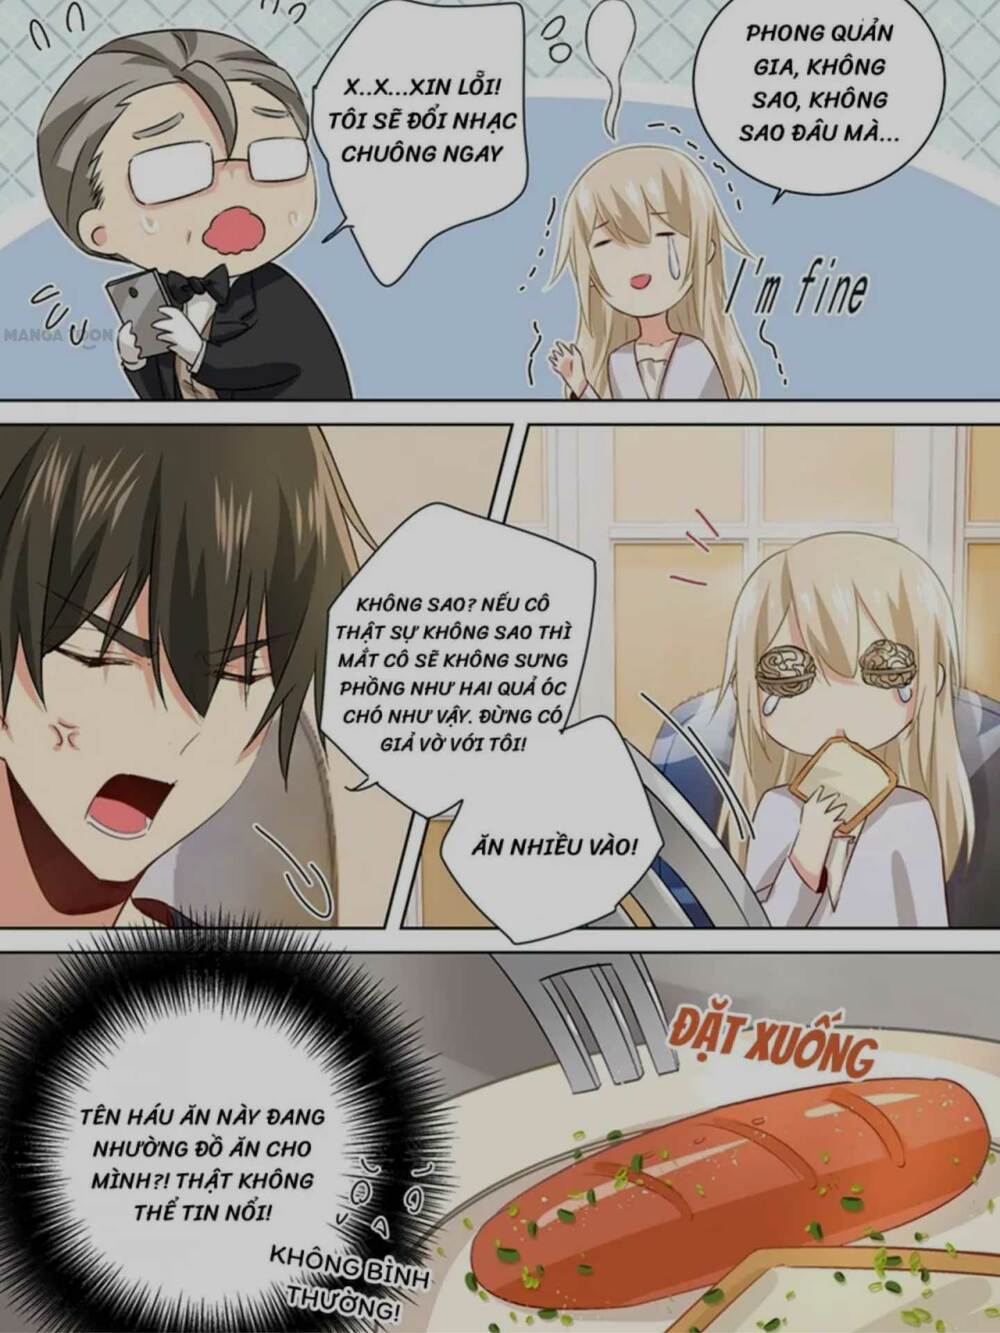 X..X...XIN LỖI!
TÔI SẼ ĐỔI NHẠC
CHUÔNG NGAY
PHONG QUẢN
GIA, KHÔNG
SAO, KHÔNG
SAO ĐÂU MÀ...
I'm fine
MANGA TOON
KHÔNG SAO? NẾU CÔ
THẬT SỰ KHÔNG SAO THÌ
MẮT CÔ SẼ KHÔNG SƯNG
PHỒNG NHƯ HAI QUẢ ÓC
CHÓ NHƯ VẬY. ĐỪNG CÓ
GIẢ VỜ VỚI TÔI!
ĂN NHIỀU VÀO!
ĐẶT XUỐNG
TÊN HÁU ĂN NÀY ĐANG
NHƯỜNG ĐỒ ĂN CHO
MÌNH?! THẬT KHÔNG
THỂ TIN NỔI!
KHÔNG BÌNH
THƯỜNG!